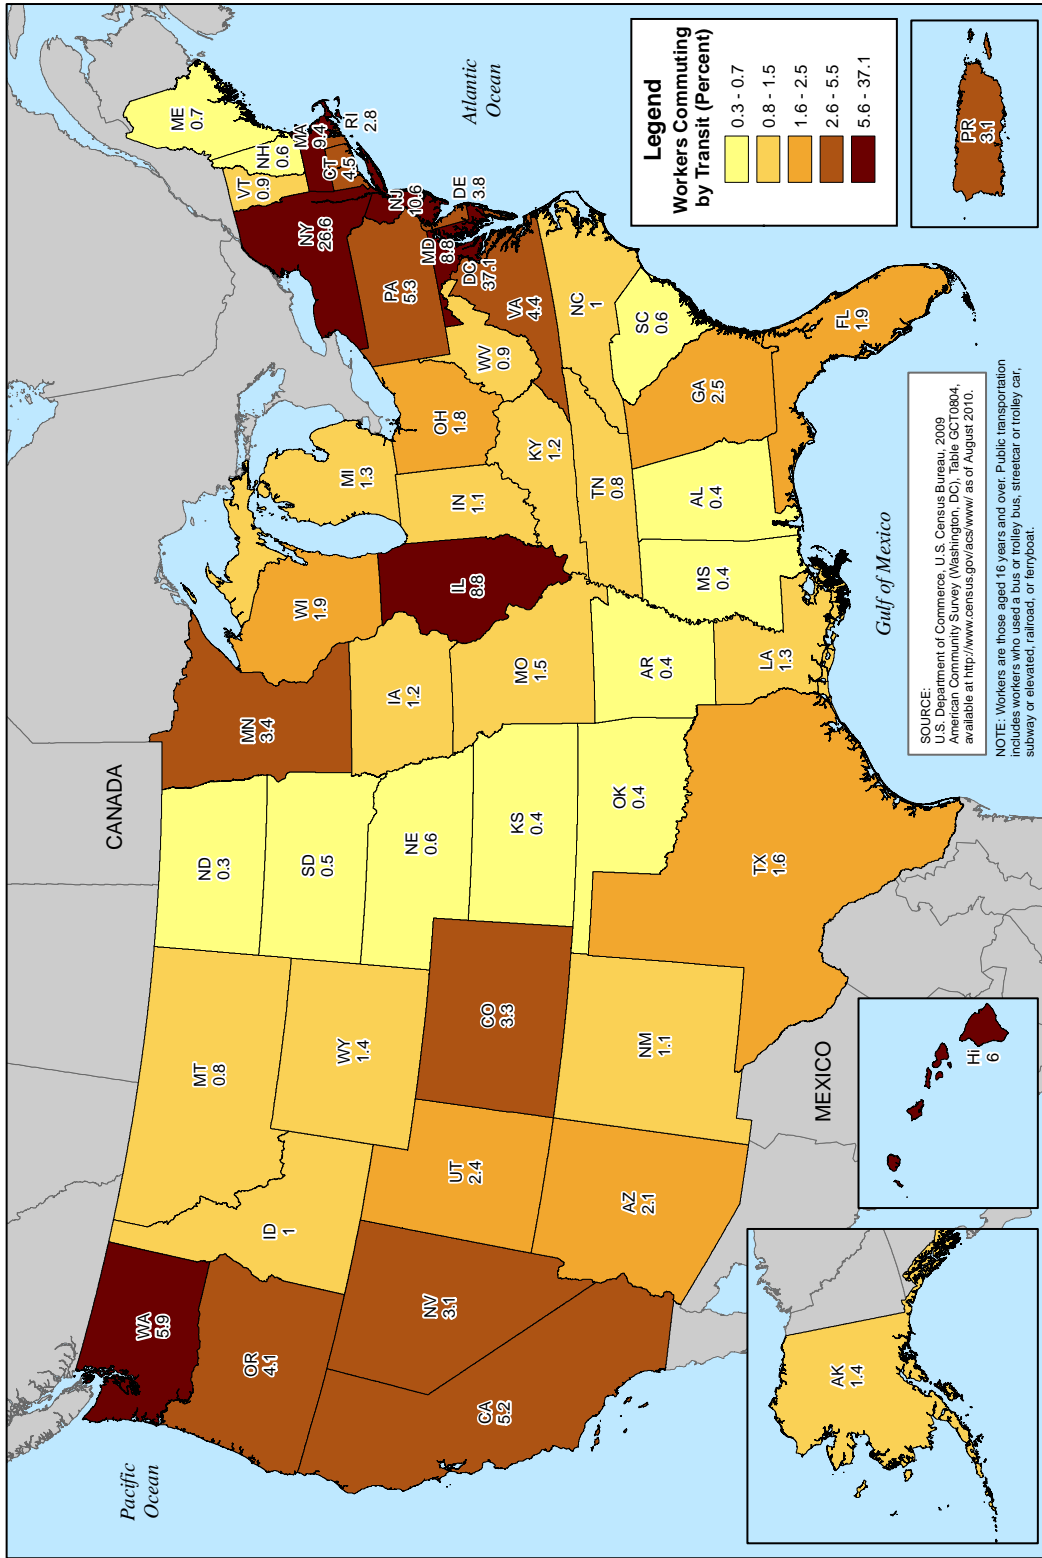 CANADA
Pacific
Ocean
WA
5.9
OR
4.1
CA
5.2
NV
3.1
ID
1
MT
0.8
WY
1.4
UT
2.4
AZ
2.1
CO
3.3
NM
1.1
ND
0.3
SD
0.5
NE
0.6
KS
0.4
OK
0.4
TX
1.6
MN
3.4
IA
1.2
MO
1.5
AR
0.4
LA
1.3
WI
1.9
IL
8.8
MS
0.4
MI
1.3
IN
1.1
KY
1.2
TN
0.8
AL
0.4
OH
1.8
WV
0.9
GA
2.5
FL
1.9
SC
0.6
NC
1
VA
4.4
DC
37.1
MD
8.8
DE
3.8
PA
5.3
NJ
10.6
NY
26.6
CT
4.5
RI
2.8
MA
9.4
VT
0.9
NH
0.6
ME
0.7
Atlantic
Ocean
MEXICO
Gulf of Mexico
AK
1.4
Hi
6
PR
3.1
SOURCE:
U.S. Department of Commerce, U.S. Census Bureau, 2009
American Community Survey (Washington, DC), Table GCT0804,
available at http://www.census.gov/acs/www/ as of August 2010.
NOTE: Workers are those aged 16 years and over. Public transportation
includes workers who used a bus or trolley bus, streetcar or trolley car,
subway or elevated, railroad, or ferryboat.
Legend
Workers Commuting
by Transit (Percent)
0.3 - 0.7
0.8 - 1.5
1.6 - 2.5
2.6 - 5.5
5.6 - 37.1